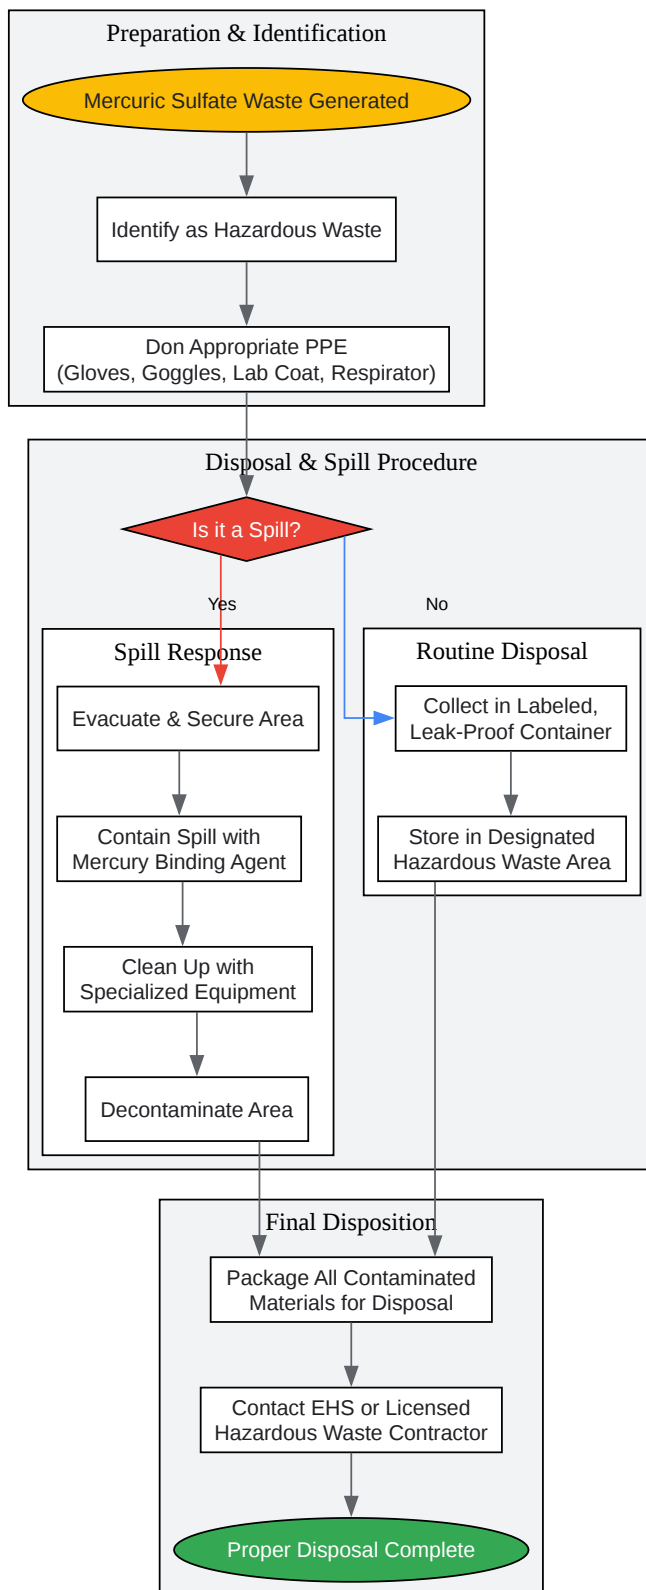 Preparation & Identification
Mercuric Sulfate Waste Generated
Identify as Hazardous Waste
Don Appropriate PPE
(Gloves, Goggles, Lab Coat, Respirator)
Disposal & Spill Procedure
Is it a Spill?
Yes
No
Spill Response
Evacuate & Secure Area
Contain Spill with
Mercury Binding Agent
Clean Up with
Specialized Equipment
Decontaminate Area
Routine Disposal
Collect in Labeled,
Leak-Proof Container
Store in Designated
Hazardous Waste Area
Final Disposition
Package All Contaminated
Materials for Disposal
Contact EHS or Licensed
Hazardous Waste Contractor
Proper Disposal Complete